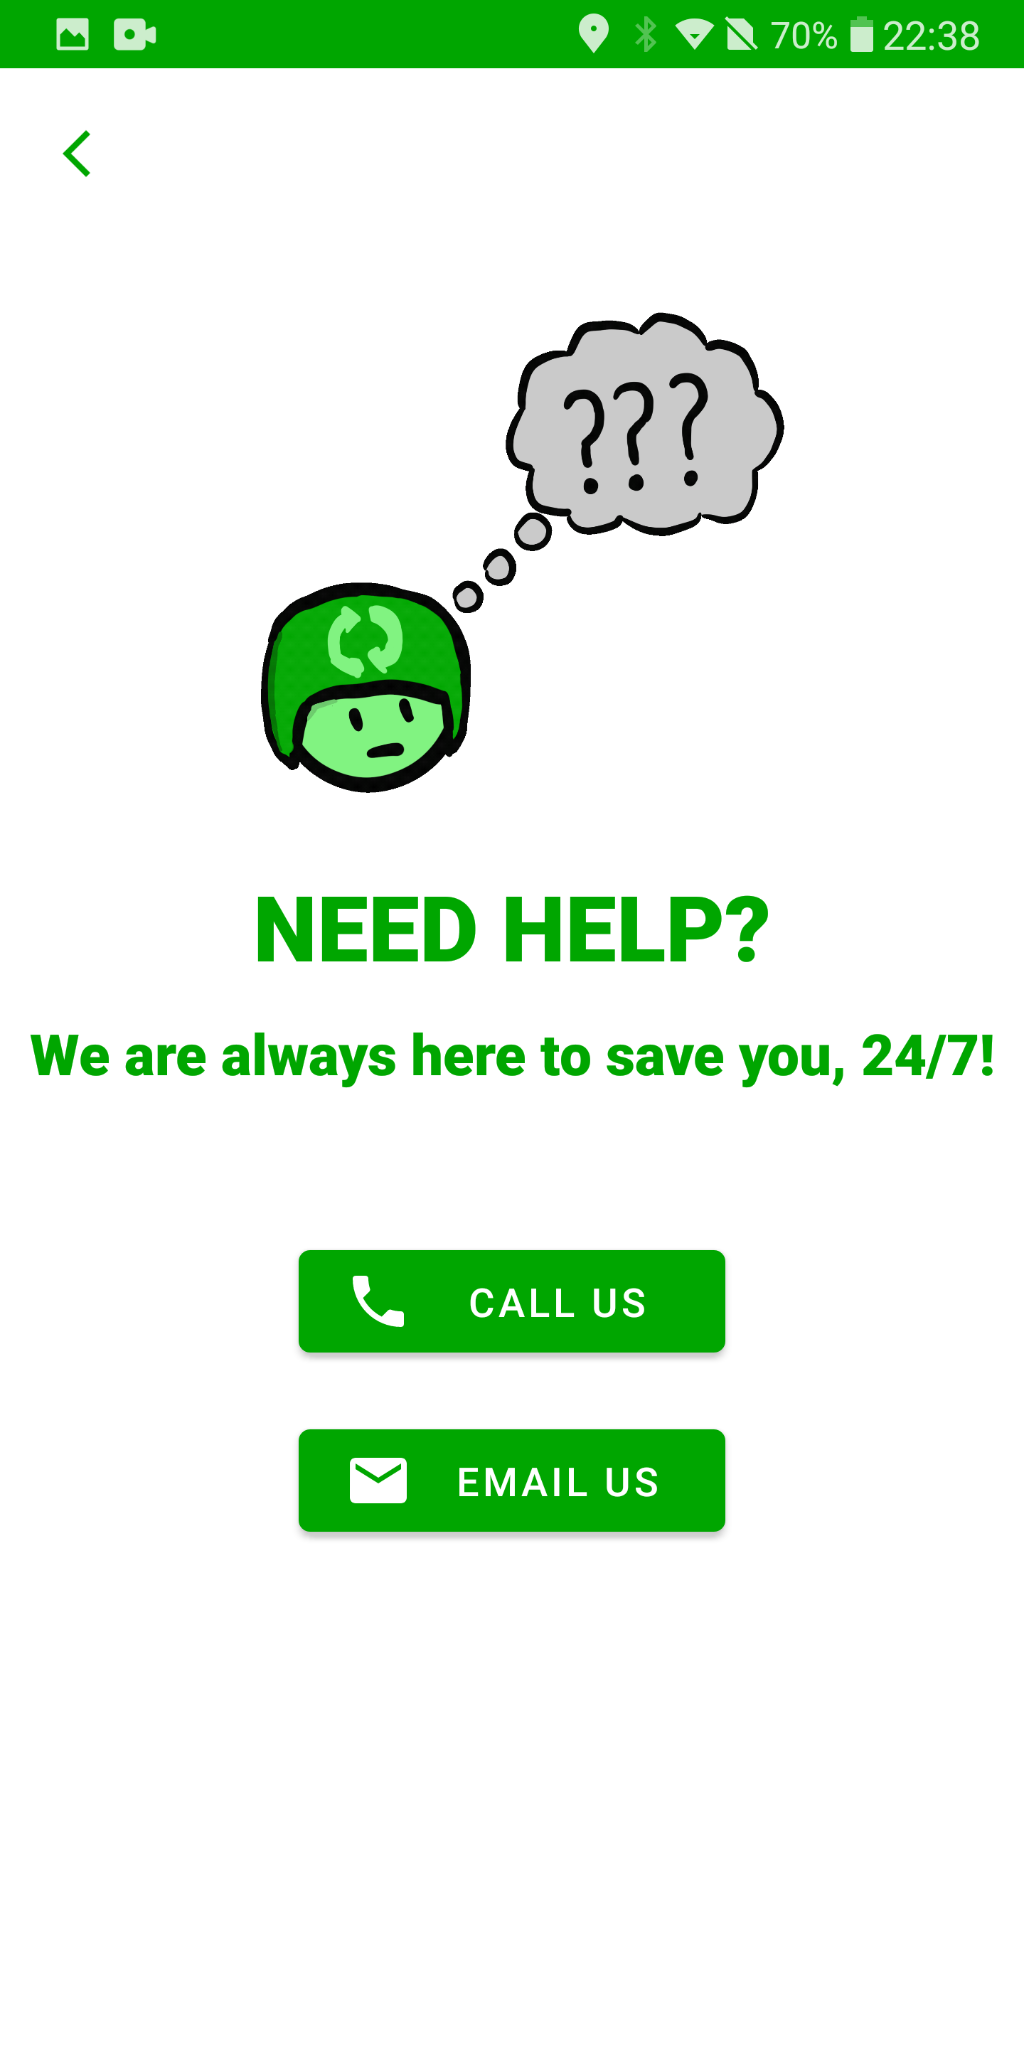 70% 22:38
???
NEED HELP?
We are always here to save you, 24/7!
CALL US
EMAIL US